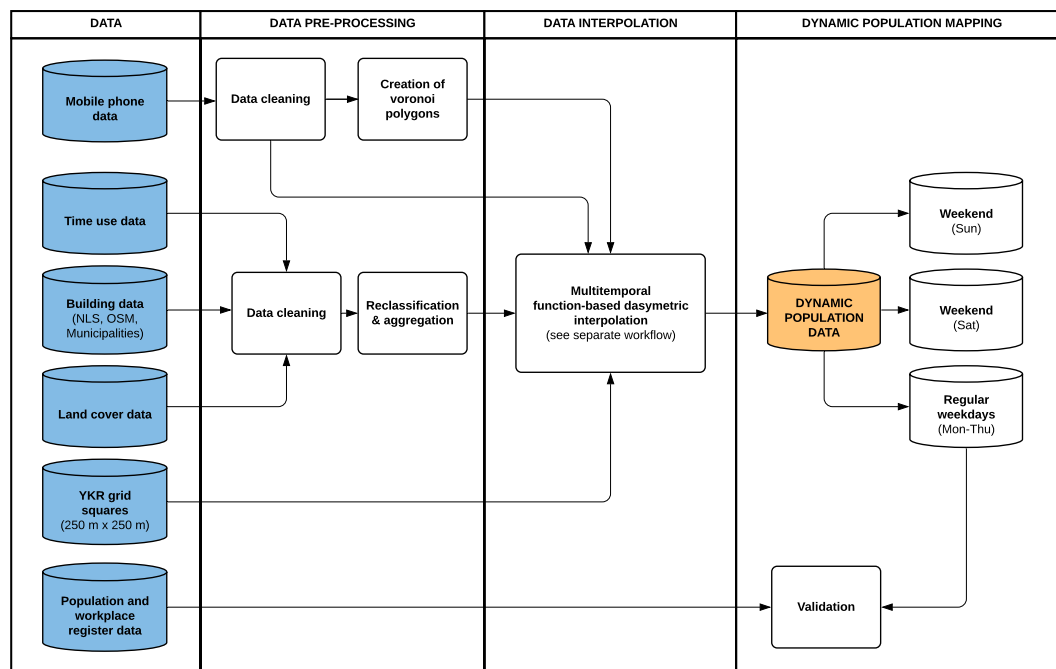 DATA
DATA PRE-PROCESSING
DATA INTERPOLATION
DYNAMIC POPULATION MAPPING
Mobile phone
data
Data cleaning
Creation of
voronoi
polygons
Time use data
Building data
(NLS, OSM,
Municipalities)
Data cleaning
Reclassification
& aggregation
Land cover data
YKR grid
squares
(250 m x 250 m)
Population and
workplace
register data
Multitemporal
function-based dasymetric
interpolation
(see separate workflow)
DYNAMIC
POPULATION
DATA
Weekend
(Sun)
Weekend
(Sat)
Regular
weekdays
(Mon-Thu)
Validation